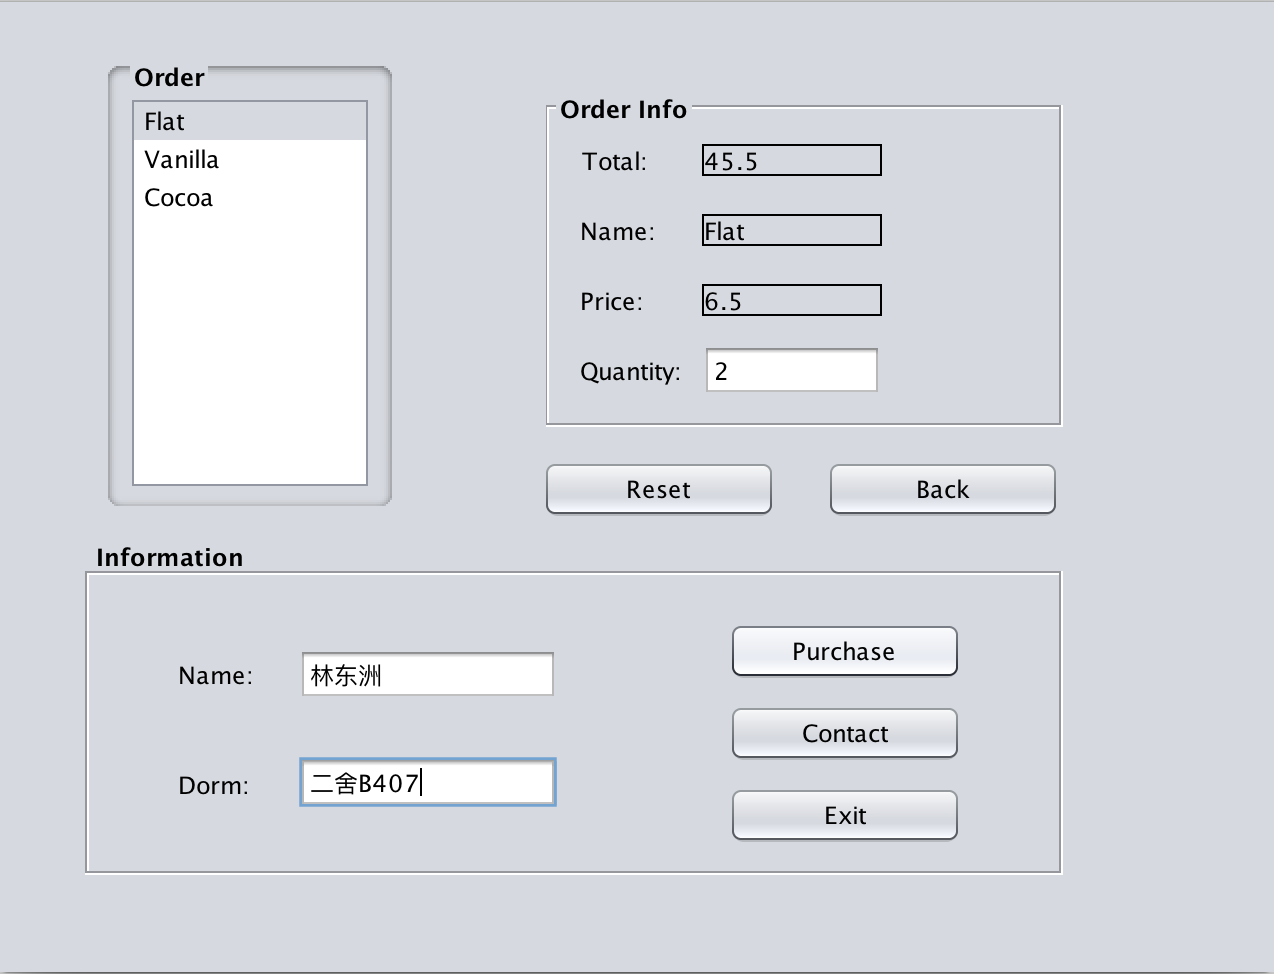 Order
Flat
Vanilla
Cocoa
Order Info
Total: 45.5
Name: Flat
Price: 6.5
Quantity: 2
Reset Back
Information
Name: 林东洲
Dorm: 二舍B407
Purchase
Contact
Exit